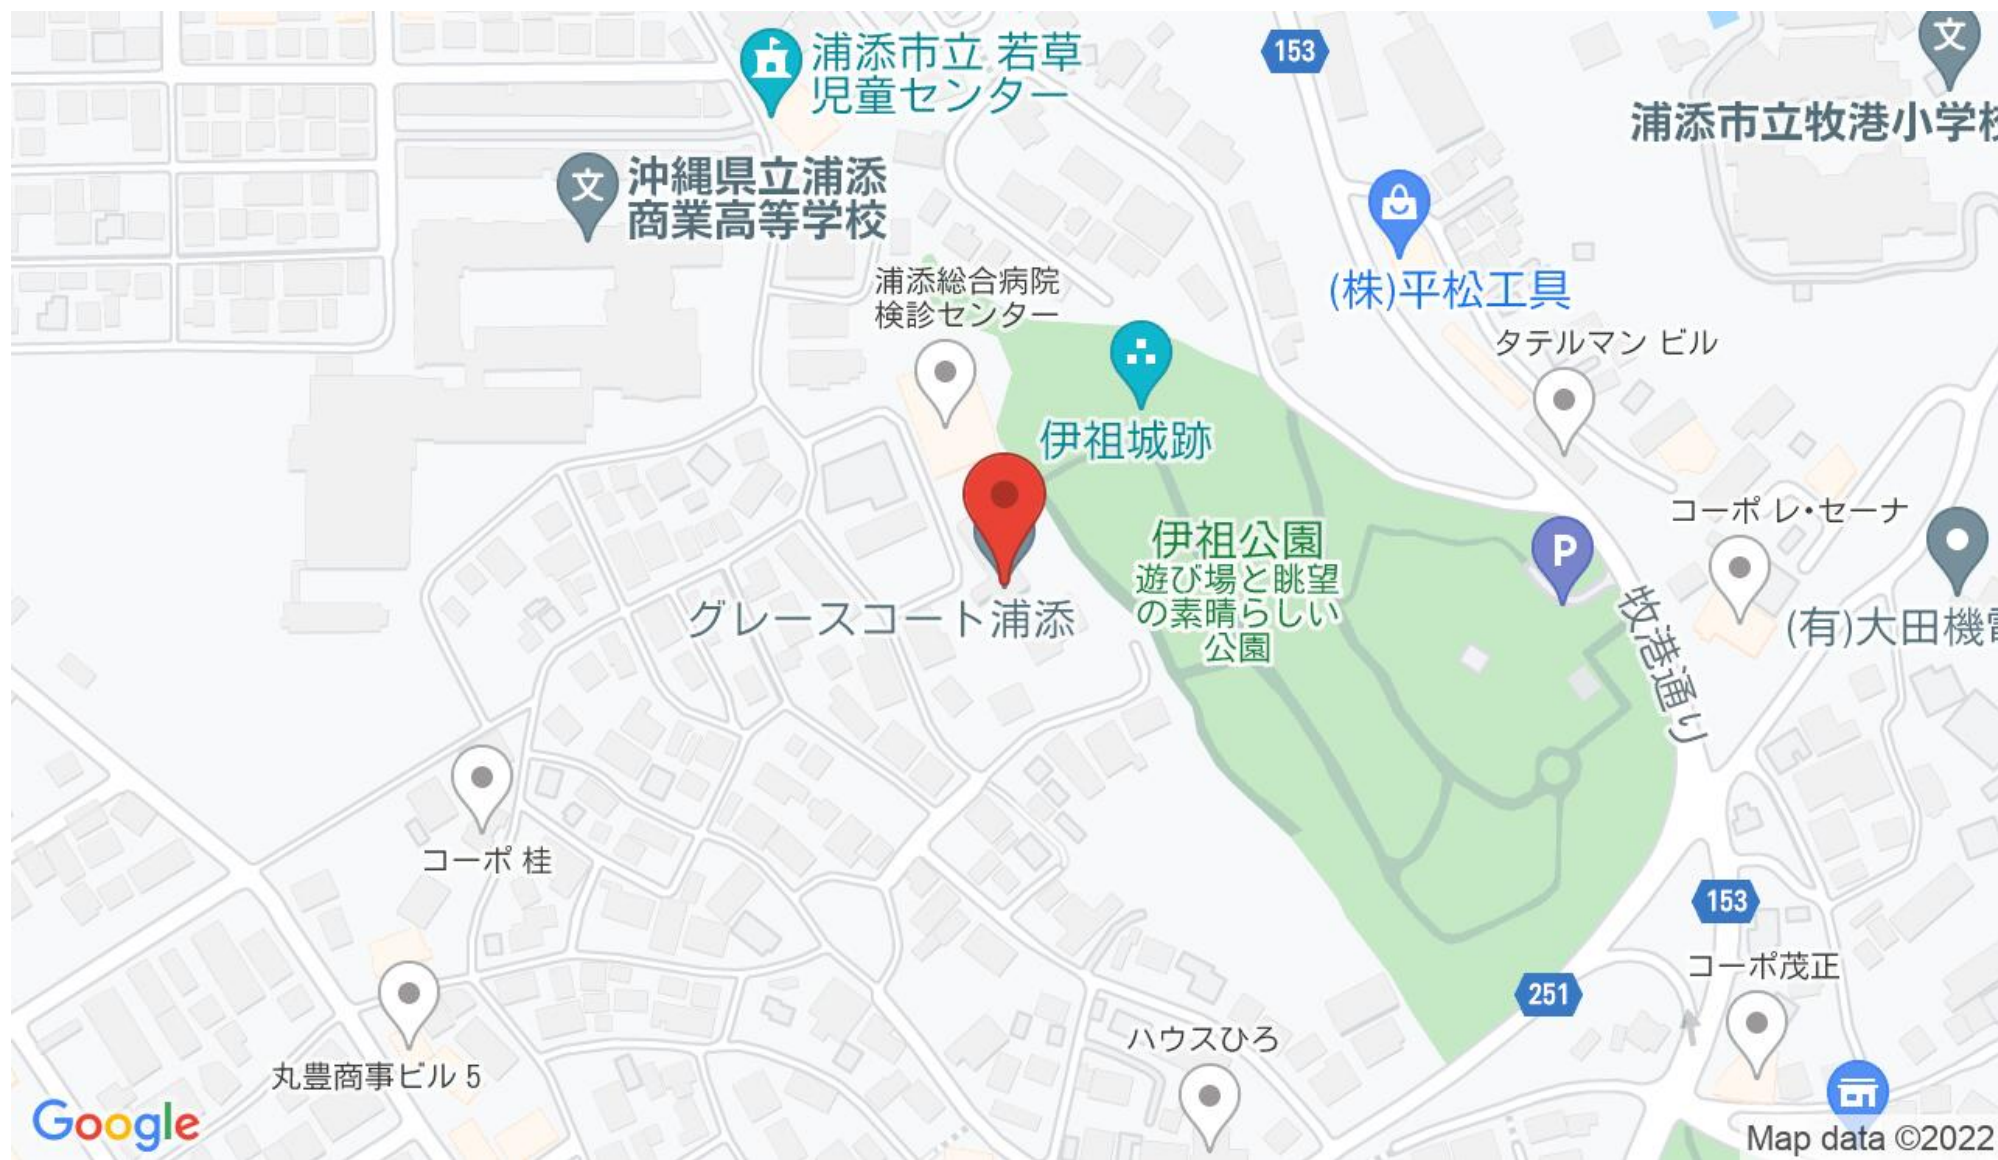 浦添市立 若草
児童センター
153
文
浦添市立牧港小学校
文
沖縄県立浦添
商業高等学校
(株)平松工具
浦添総合病院
検診センター
タテルマン ビル
伊祖城跡
コーポ レ・セーナ
伊祖公園
遊び場と眺望
の素晴らしい
公園
P
グレースコート浦添
牧港通り
(有)大田機電
コーポ 桂
153
コーポ茂正
251
ハウスひろ
丸豊商事ビル 5
Google
Map data ©2022